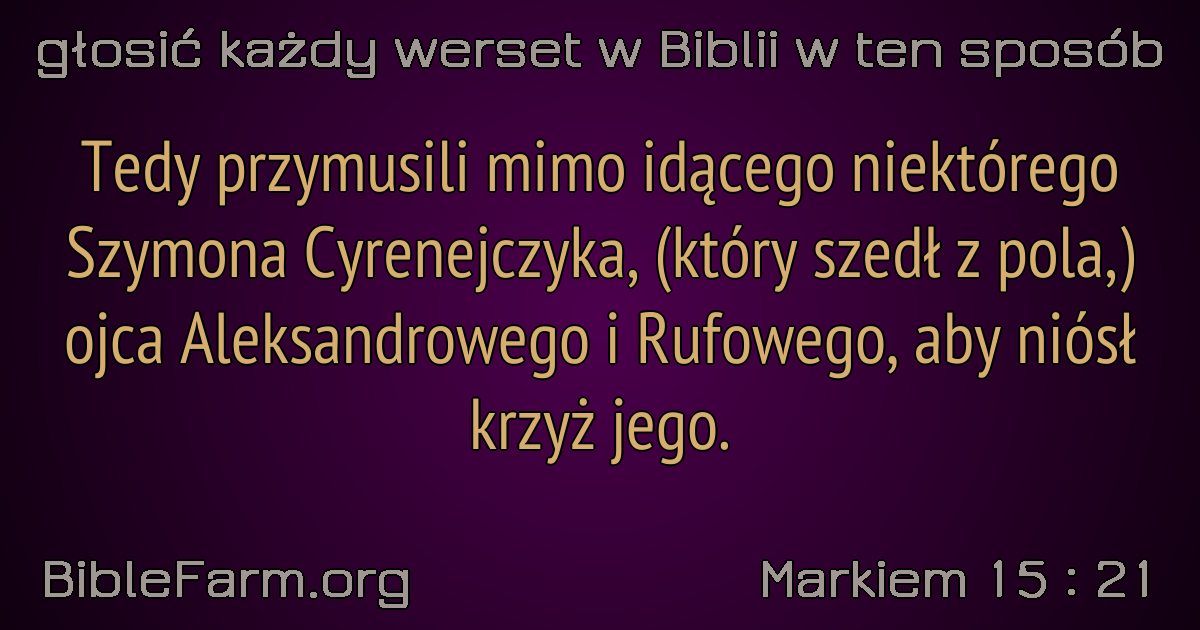 głosić każdy werset w Biblii w ten sposób
Tedy przymusili mimo idącego niektórego
Szymona Cyrenejczyka, (który szedł z pola,)
ojca Aleksandrowego i Rufowego, aby niósł
krzyż jego.
BibleFarm.org
Markiem 15 : 21